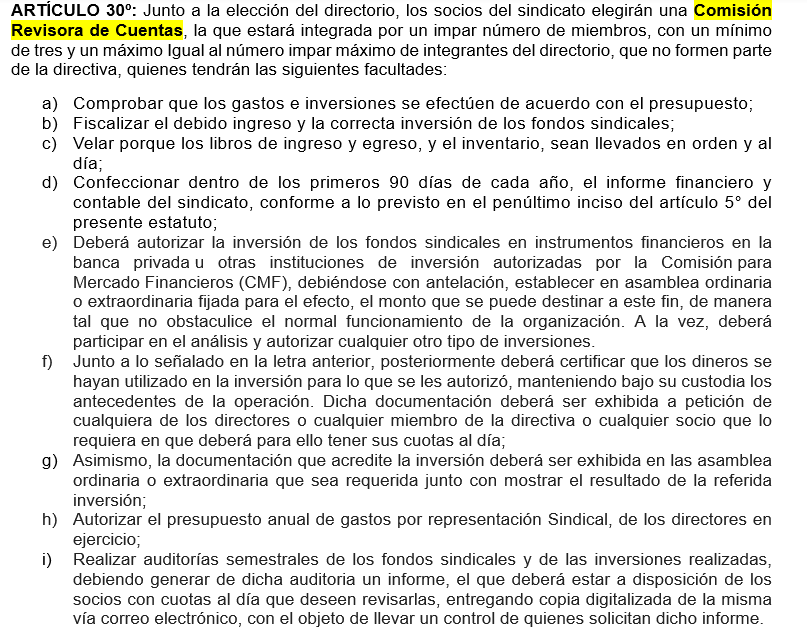 ARTÍCULO 30º: Junto a la elección del directorio, los socios del sindicato elegirán una Comisión
Revisora de Cuentas, la que estará integrada por un impar número de miembros, con un mínimo
de tres y un máximo Igual al número impar máximo de integrantes del directorio, que no formen parte
de la directiva, quienes tendrán las siguientes facultades:
a) Comprobar que los gastos e inversiones se efectúen de acuerdo con el presupuesto;
b) Fiscalizar el debido ingreso y la correcta inversión de los fondos sindicales;
c) Velar porque los libros de ingreso y egreso, y el inventario, sean llevados en orden y al
día;
d) Confeccionar dentro de los primeros 90 días de cada año, el informe financiero y
contable del sindicato, conforme a lo previsto en el penúltimo inciso del artículo 5° del
presente estatuto;
e) Deberá autorizar la inversión de los fondos sindicales en instrumentos financieros en la
banca privada u otras instituciones de inversión autorizadas por la Comisión para
Mercado Financieros (CMF), debiéndose con antelación, establecer en asamblea ordinaria
o extraordinaria fijada para el efecto, el monto que se puede destinar a este fin, de manera
tal que no obstaculice el normal funcionamiento de la organización. A la vez, deberá
participar en el análisis y autorizar cualquier otro tipo de inversiones.
f) Junto a lo señalado en la letra anterior, posteriormente deberá certificar que los dineros se
hayan utilizado en la inversión para lo que se les autorizó, manteniendo bajo su custodia los
antecedentes de la operación. Dicha documentación deberá ser exhibida a petición de
cualquiera de los directores o cualquier miembro de la directiva o cualquier socio que lo
requiera en que deberá para ello tener sus cuotas al día;
g) Asimismo, la documentación que acredite la inversión deberá ser exhibida en las asamblea
ordinaria o extraordinaria que sea requerida junto con mostrar el resultado de la referida
inversión;
h) Autorizar el presupuesto anual de gastos por representación Sindical, de los directores en
ejercicio;
i) Realizar auditorías semestrales de los fondos sindicales y de las inversiones realizadas,
debiendo generar de dicha auditoria un informe, el que deberá estar a disposición de los
socios con cuotas al día que deseen revisarlas, entregando copia digitalizada de la misma
vía correo electrónico, con el objeto de llevar un control de quienes solicitan dicho informe.